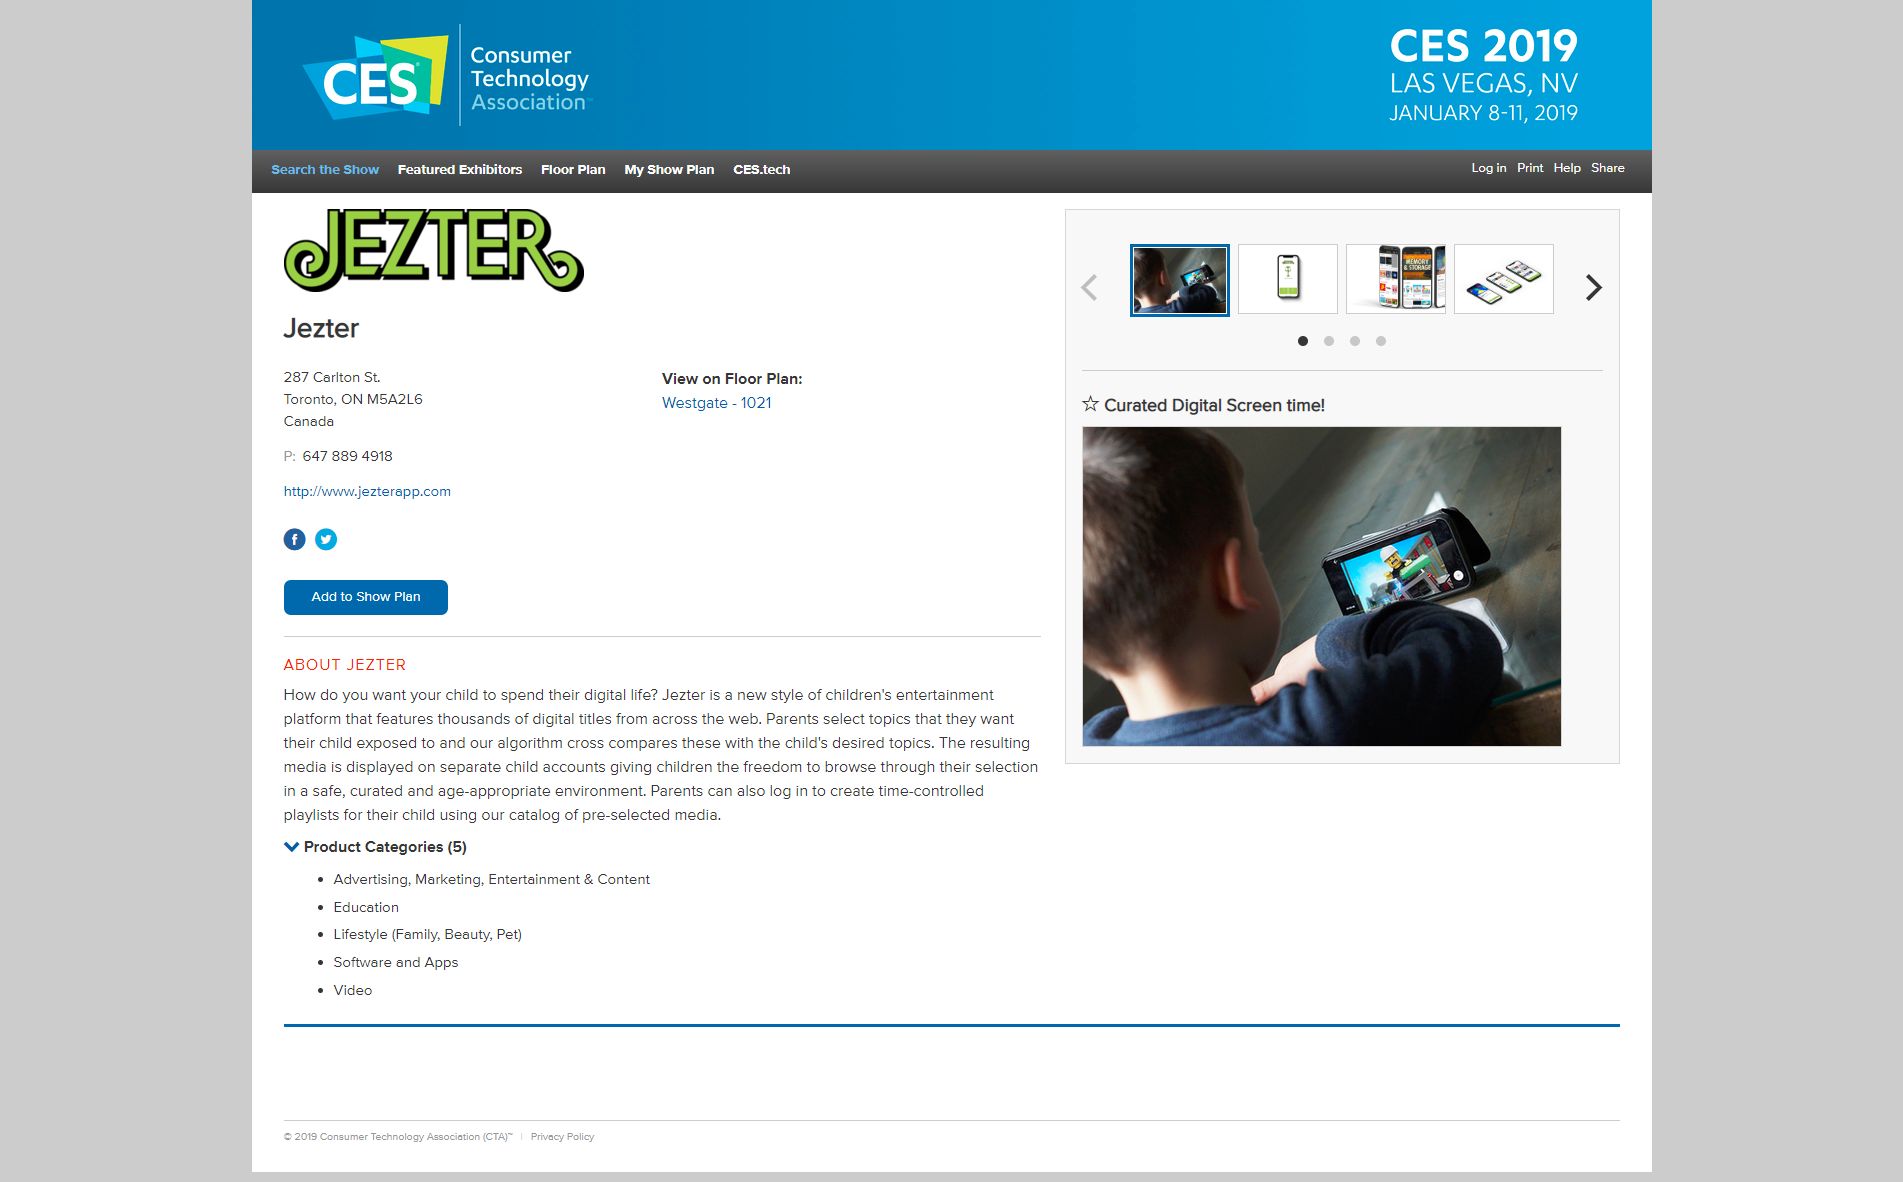 CES
Consumer
Technology
Association™
CES 2019
LAS VEGAS, NV
JANUARY 8-11, 2019
Search the Show Featured Exhibitors Floor Plan My Show Plan CES.tech
Log in Print Help Share
JEZTER
Jezter
287 Carlton St.
Toronto, ON M5A2L6
Canada
P: 647 889 4918
http://www.jezterapp.com
View on Floor Plan:
Westgate - 1021
Add to Show Plan
ABOUT JEZTER
How do you want your child to spend their digital life? Jezter is a new style of children's entertainment
platform that features thousands of digital titles from across the web. Parents select topics that they want
their child exposed to and our algorithm cross compares these with the child's desired topics. The resulting
media is displayed on separate child accounts giving children the freedom to browse through their selection
in a safe, curated and age-appropriate environment. Parents can also log in to create time-controlled
playlists for their child using our catalog of pre-selected media.
Product Categories (5)
• Advertising, Marketing, Entertainment & Content
• Education
• Lifestyle (Family, Beauty, Pet)
• Software and Apps
• Video
MEMORY
& STORAGE
☆ Curated Digital Screen time!
© 2019 Consumer Technology Association (CTA)™ | Privacy Policy